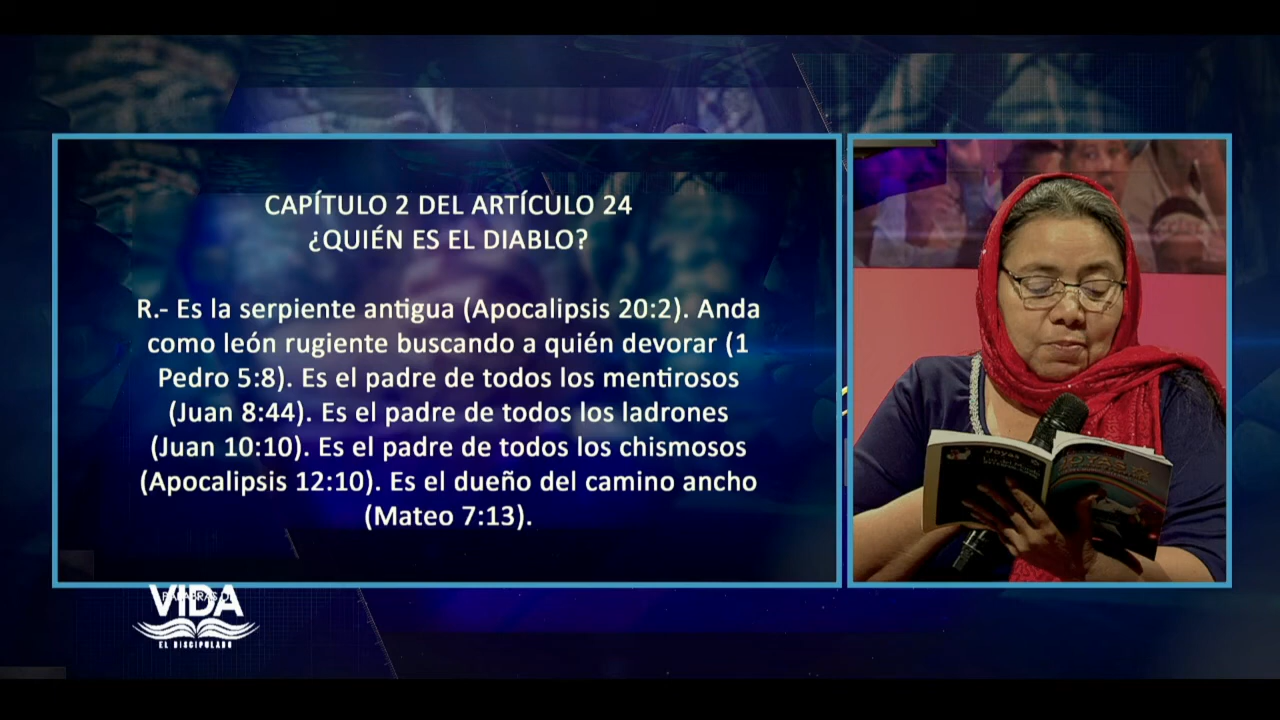 CAPÍTULO 2 DEL ARTÍCULO 24
¿QUIÉN ES EL DIABLO?
R.- Es la serpiente antigua (Apocalipsis 20:2). Anda
como león rugiente buscando a quién devorar (1
Pedro 5:8). Es el padre de todos los mentirosos
(Juan 8:44). Es el padre de todos los ladrones
(Juan 10:10). Es el padre de todos los chismosos
(Apocalipsis 12:10). Es el dueño del camino ancho
(Mateo 7:13).
Joyas
PALABRAS DE
VIDA
EL DISCIPULADO